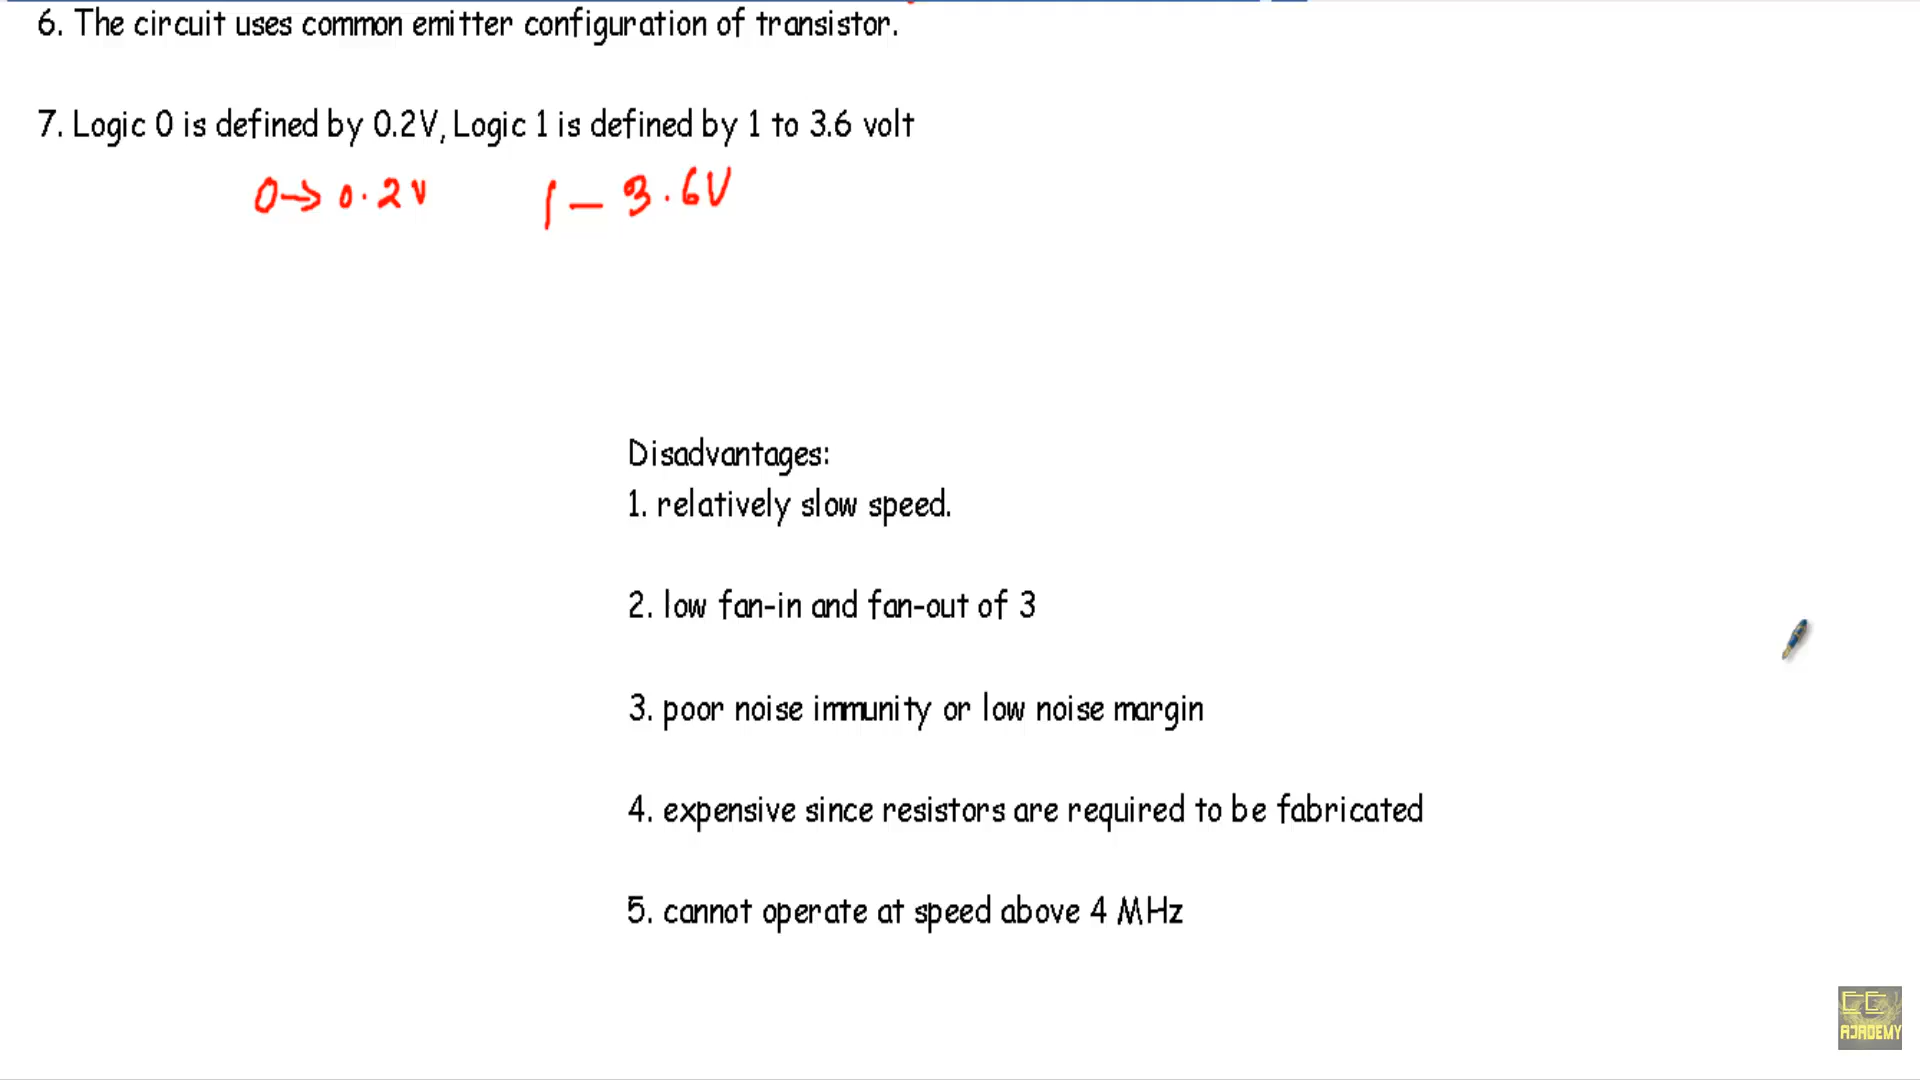 6. The circuit uses common emitter configuration of transistor.
7. Logic 0 is defined by 0.2V, Logic 1 is defined by 1 to 3.6 volt
0→ 0.2V 1 — 3.6V
Disadvantages:
1. relatively slow speed.
2. low fan-in and fan-out of 3
3. poor noise immunity or low noise margin
4. expensive since resistors are required to be fabricated
5. cannot operate at speed above 4 MHz
EE
ACADEMY